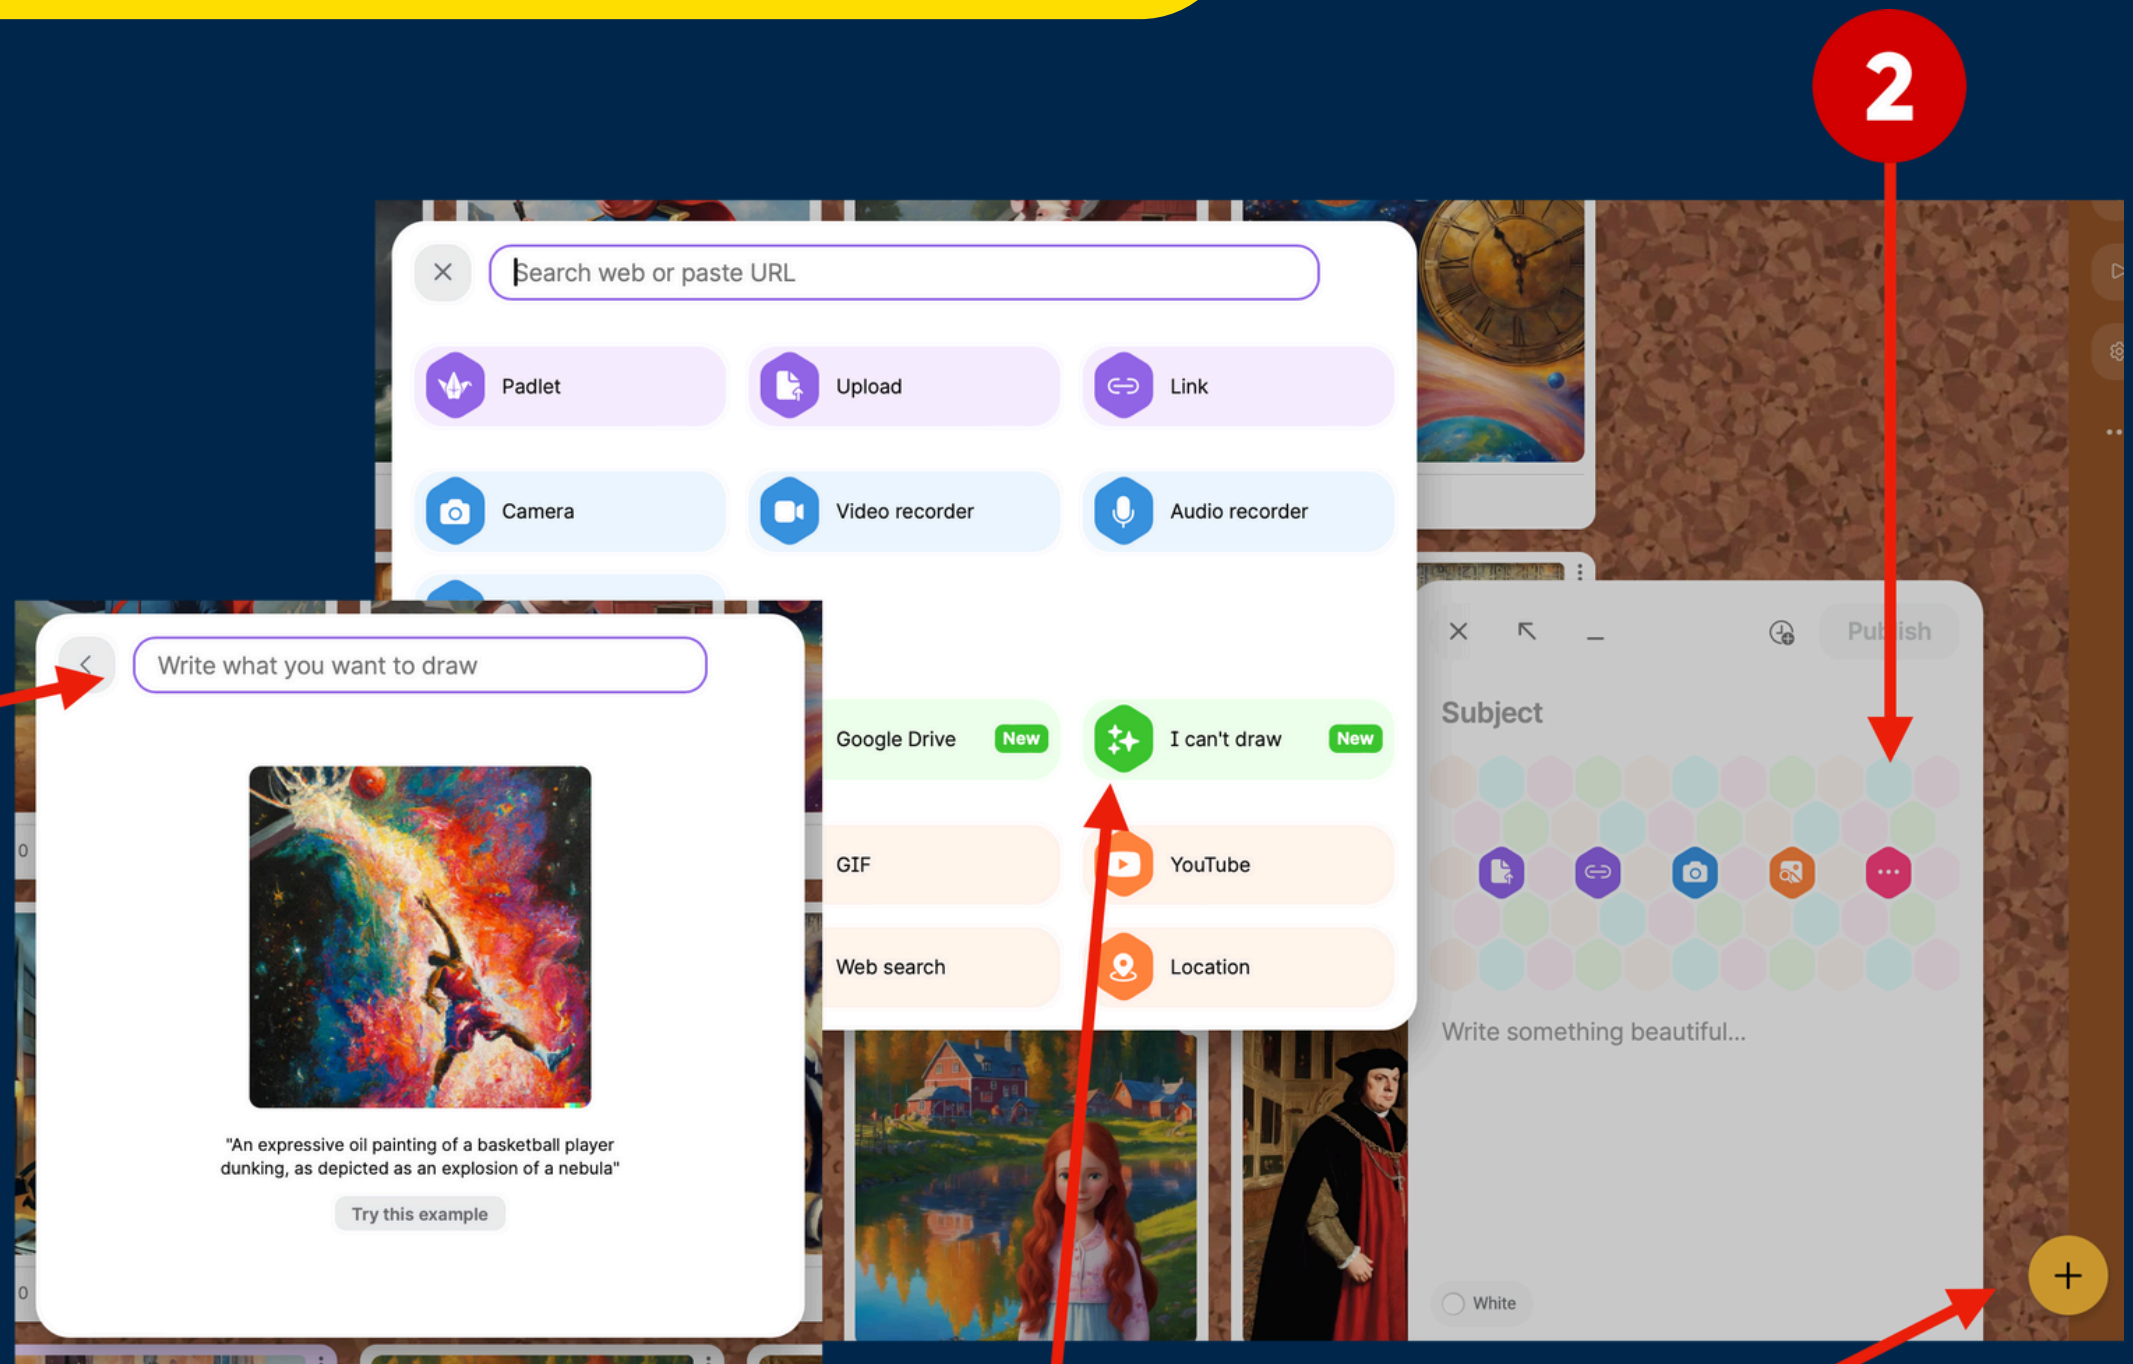 2
Search web or paste URL
Padlet
Upload
Link
Camera
Video recorder
Audio recorder
Google Drive New
I can't draw New
GIF
YouTube
Web search
Location
Write what you want to draw
"An expressive oil painting of a basketball player
dunking, as depicted as an explosion of a nebula"
Try this example
0
0
Publish
Subject
Write something beautiful...
White